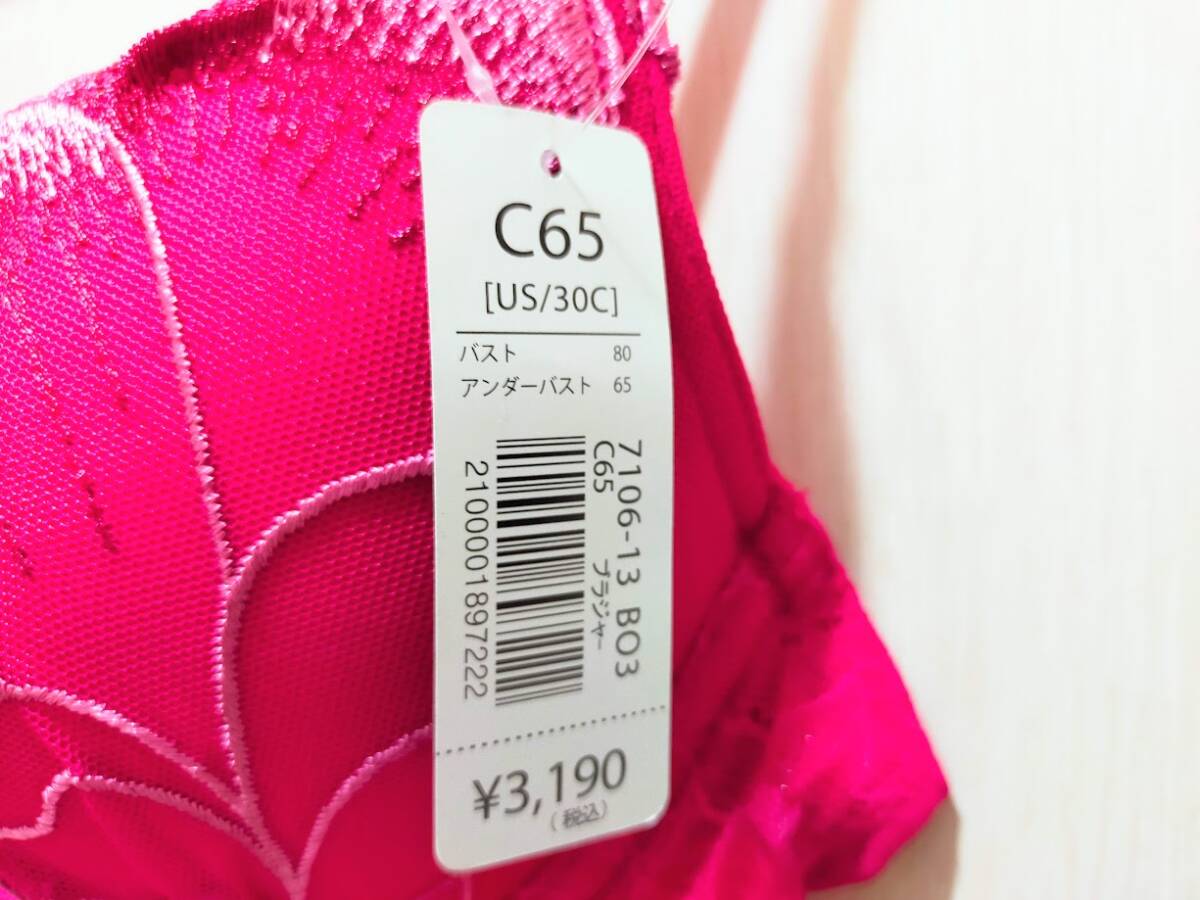 C65
[US/30C]
バスト 80
アンダーバスト 65
7106-13 BO3
C65 ブラジャー
2100001897222
¥3,190
(税込)